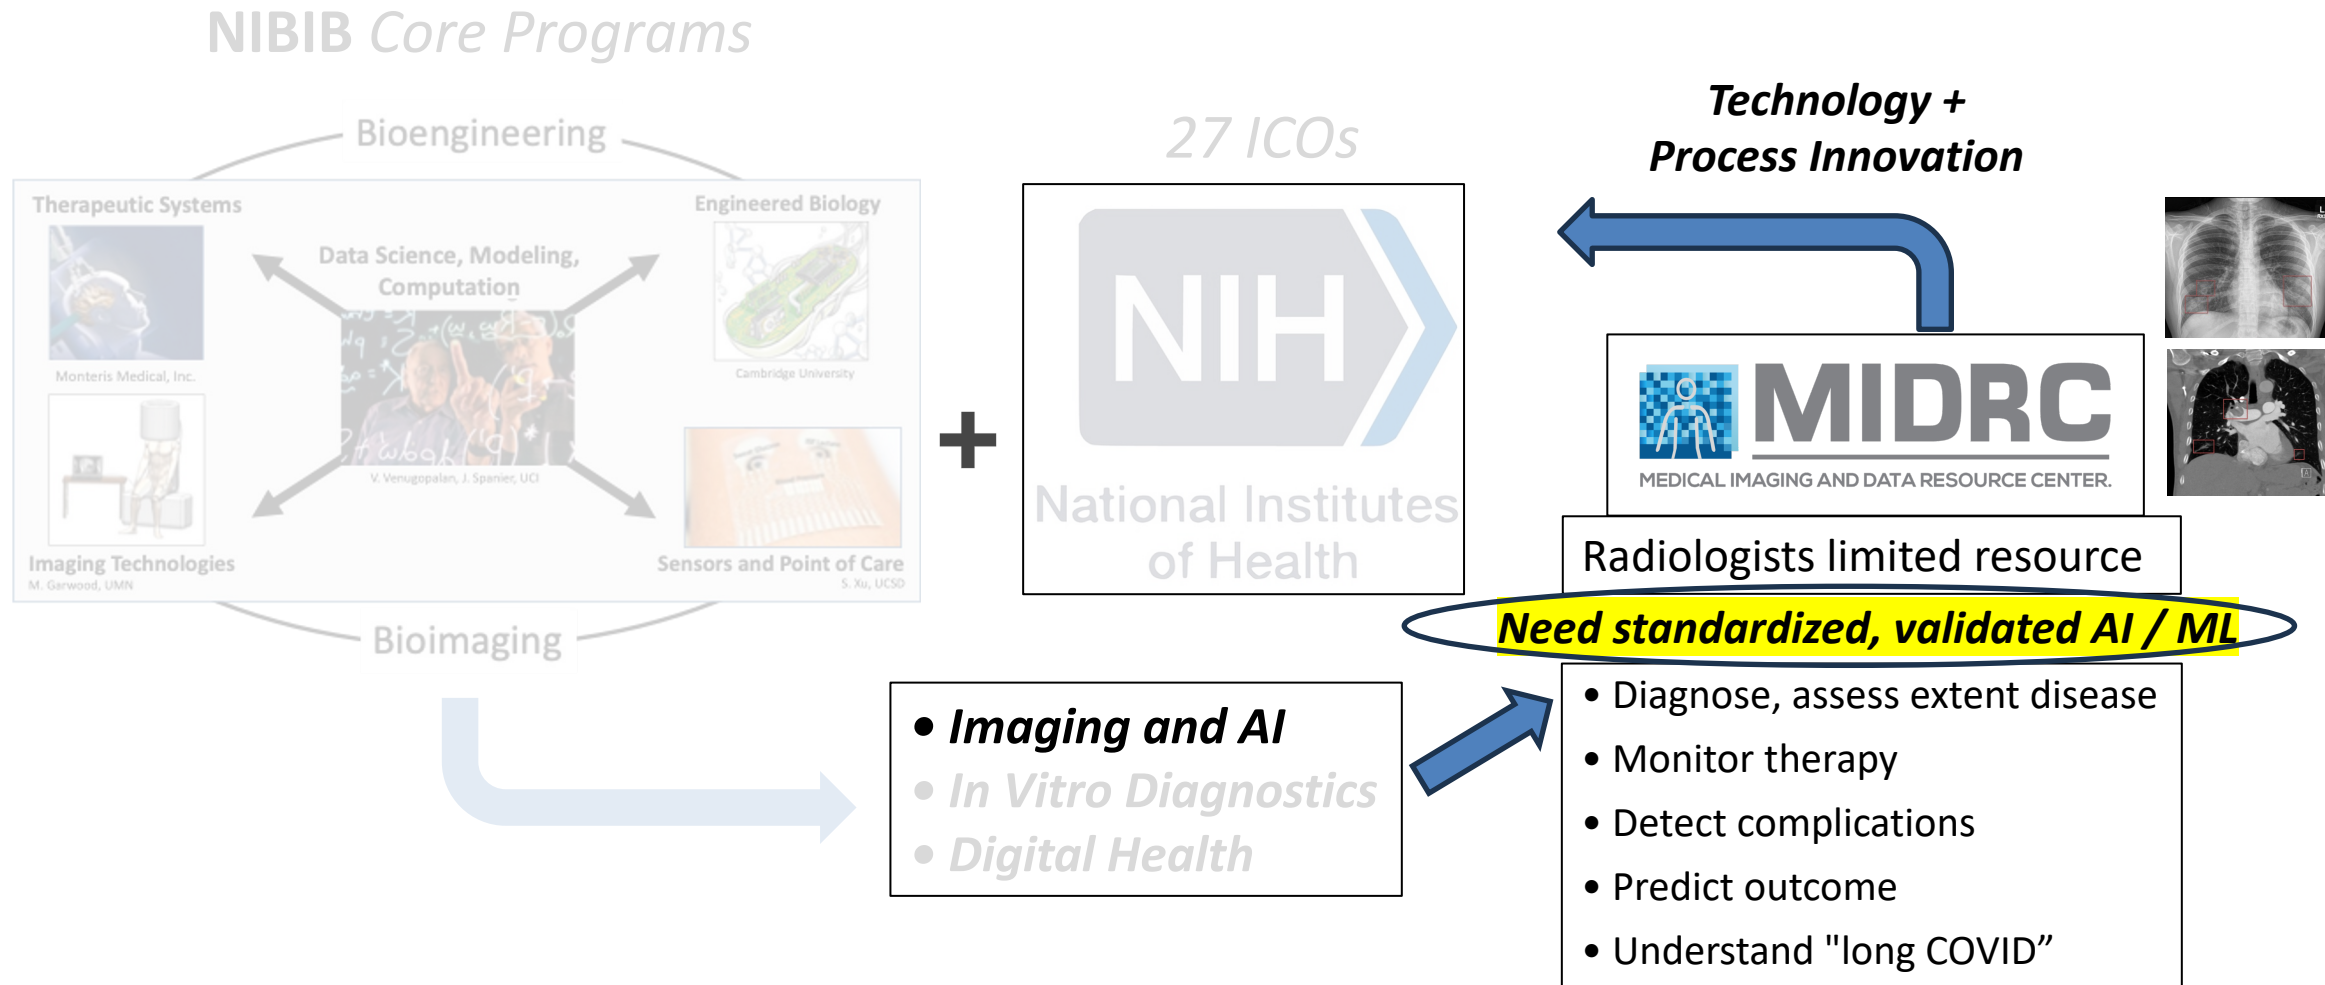 NIBIB Core Programs
Bioengineering
Therapeutic Systems
Engineered Biology
Data Science, Modeling,
Computation
Monteris Medical, Inc.
Cambridge University
V. Venugopalan, J. Spanier, UCI
Imaging Technologies
M. Garwood, UMN
Sensors and Point of Care
S. Xu, UCSD
Bioimaging
+
27 ICOs
NIH
National Institutes
of Health
• Imaging and AI
• In Vitro Diagnostics
• Digital Health
Technology +
Process Innovation
MIDRC
MEDICAL IMAGING AND DATA RESOURCE CENTER.
Radiologists limited resource
Need standardized, validated AI / ML
• Diagnose, assess extent disease
• Monitor therapy
• Detect complications
• Predict outcome
• Understand "long COVID”